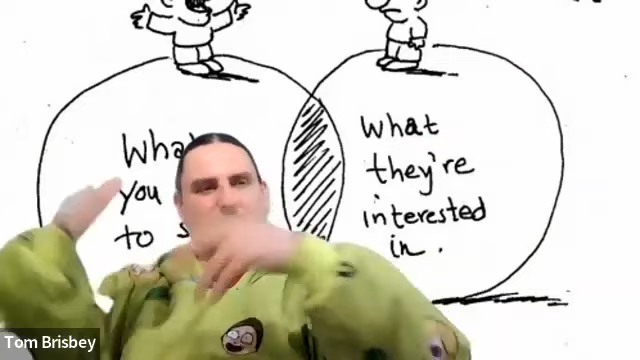 What
they're
interested
in.
you
to
Tom Brisbey